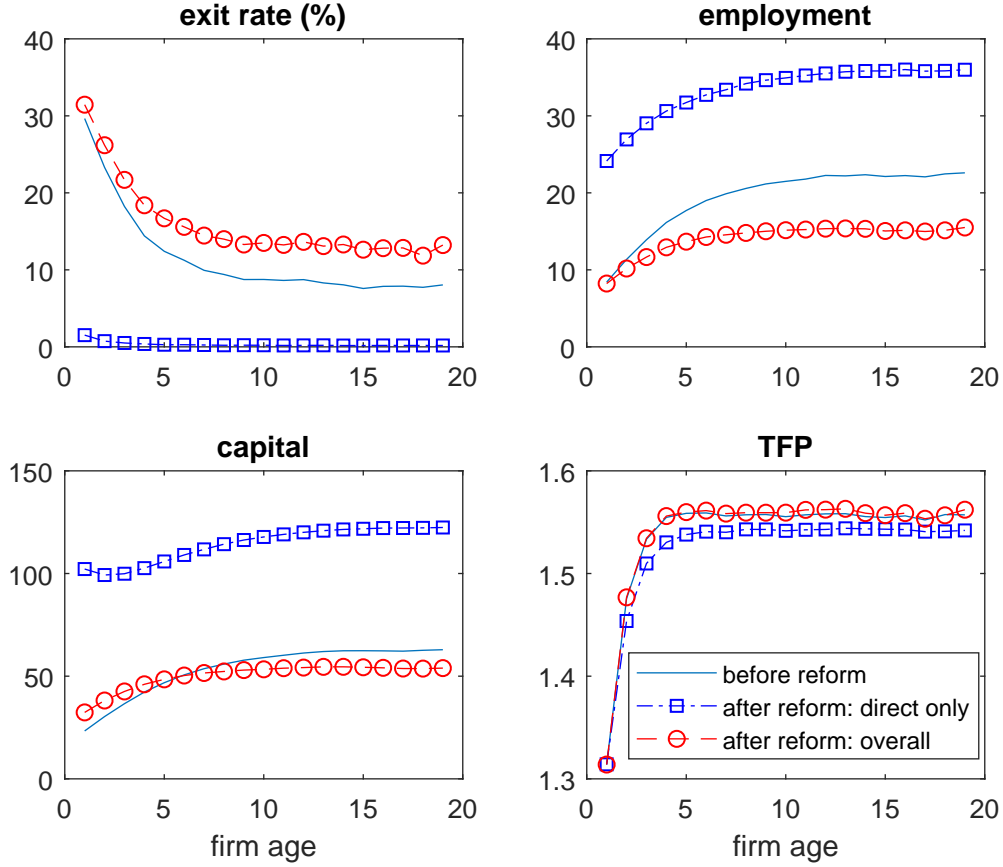 exit rate (%)
40
30
20
10
0
0 5 10 15 20
employment
40
30
20
10
0
0 5 10 15 20
capital
150
100
50
0
0 5 10 15 20
firm age
TFP
1.6
1.5
1.4
1.3
0 5 10 15 20
firm age
before reform
after reform: direct only
after reform: overall